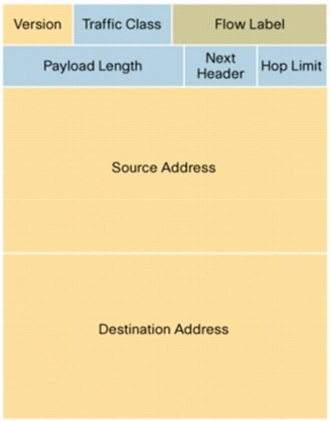 Version Traffic Class Flow Label
Payload Length Next Header Hop Limit
Source Address
Destination Address